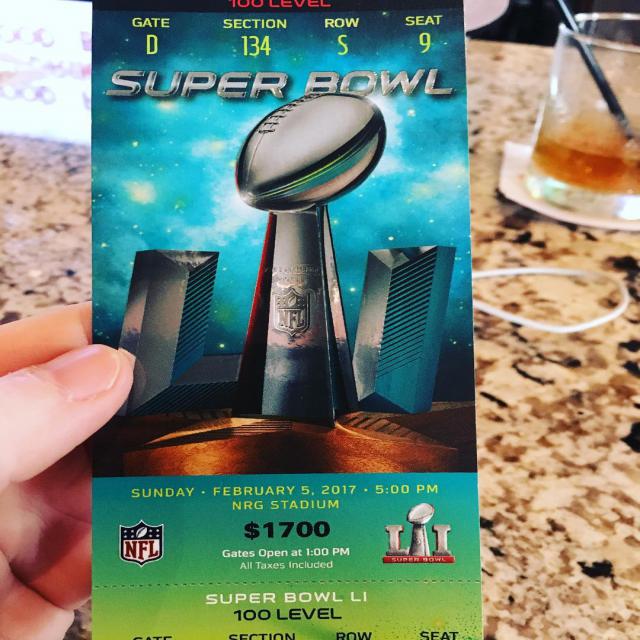 100 LEVEL
GATE SECTION ROW SEAT
D 134 S 9
SUPER BOWL
NFL
LI
SUNDAY · FEBRUARY 5, 2017 · 5:00 PM
NRG STADIUM
$1700
NFL
Gates Open at 1:00 PM
All Taxes Included
LI
SUPER BOWL
SUPER BOWL LI
100 LEVEL
GATE SECTION ROW SEAT